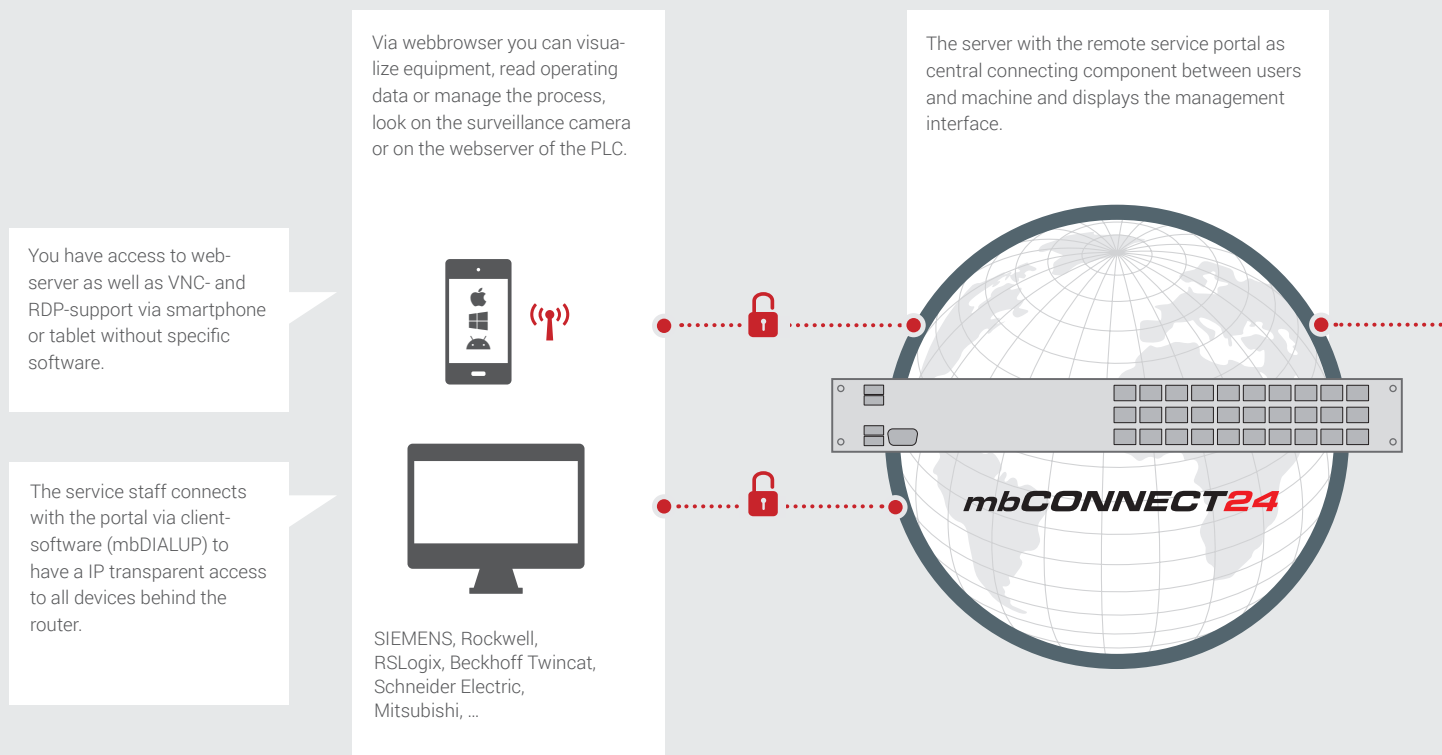 Via webbrowser you can visua-
lize equipment, read operating
data or manage the process,
look on the surveillance camera
or on the webserver of the PLC.
The server with the remote service portal as
central connecting component between users
and machine and displays the management
interface.
You have access to web-
server as well as VNC- and
RDP-support via smartphone
or tablet without specific
software.
The service staff connects
with the portal via client-
software (mbDIALUP) to
have a IP transparent access
to all devices behind the
router.
mbCONNECT24
SIEMENS, Rockwell,
RSLogix, Beckhoff Twincat,
Schneider Electric,
Mitsubishi, ...